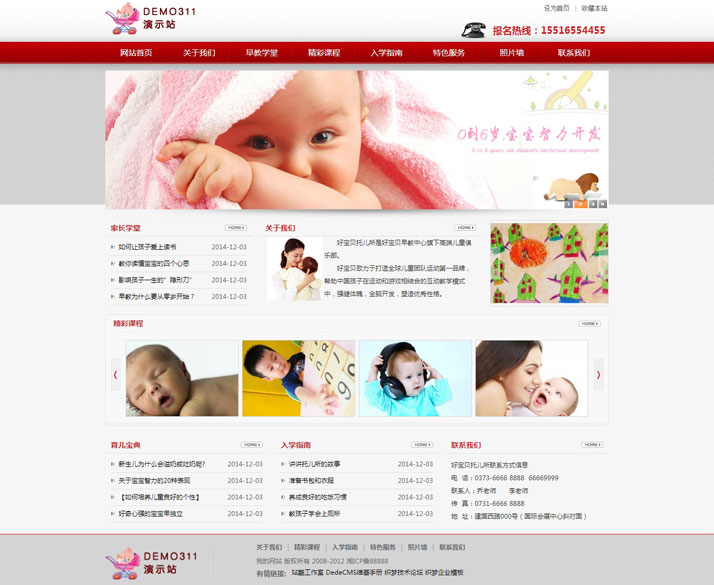 DEMO311
演示站
设为首页 | 收藏本站
报名热线：15516554455
网站首页 关于我们 早教学堂 精彩课程 入学指南 特色服务 照片墙 联系我们
0到6岁宝宝智力开发
0 to 6 years old children's intellectual development
家长学堂 HOME
如何让孩子爱上读书 2014-12-03
教你读懂宝宝的四个心思 2014-12-03
影响孩子一生的"隐形刀" 2014-12-03
早教为什么要从零岁开始？ 2014-12-03
关于我们 HOME
好宝贝托儿所是好宝贝早教中心旗下高端儿童俱
乐部。
好宝贝致力于打造全球儿童团队运动第一品牌，
帮助中国孩子在运动和游戏相结合的互动教学模式
中，强健体魄，全脑开发，塑造优秀性格。
精彩课程 HOME
育儿宝典 HOME
新生儿为什么会溢奶或吐奶呢? 2014-12-03
关于宝宝智力的20种表现 2014-12-03
【如何培养儿童良好的个性】 2014-12-03
好奇心强的宝宝早独立 2014-12-03
入学指南 HOME
讲讲托儿所的故事 2014-12-03
准备书包和衣服 2014-12-03
养成良好的吃饭习惯 2014-12-03
教孩子学会上厕所 2014-12-03
联系我们 HOME
好宝贝托儿所联系方式信息
电 话：0373-6666 8888 66669999
联系人：乔老师 李老师
传 真：0731-6666 8888
地 址：建国西路000号（国际会展中心斜对面）
DEMO311
演示站
关于我们 | 精彩课程 | 入学指南 | 特色服务 | 照片墙 | 联系我们
我的网站 版权所有 2008-2012 湘ICP备88888
友情链接： 站酷工作室 DedeCMS维基手册 织梦技术论坛 织梦企业模板